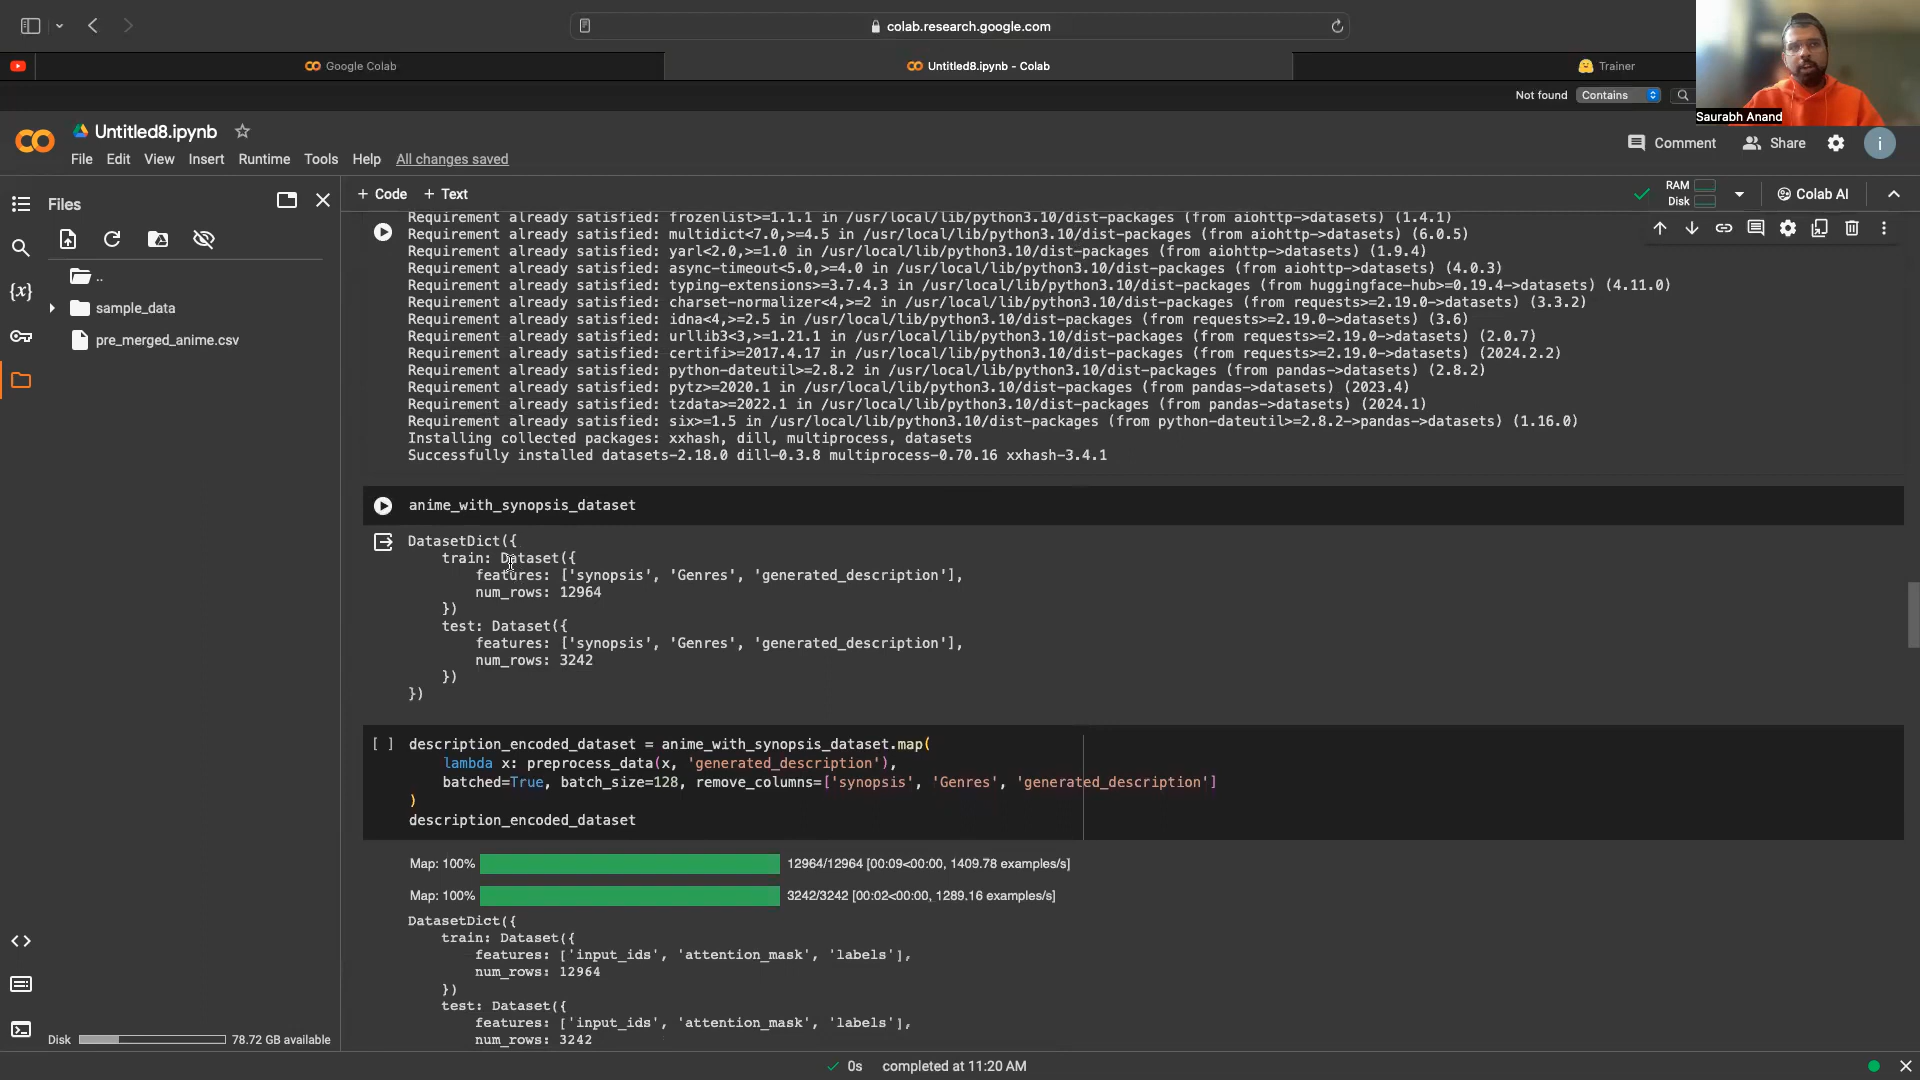 colab.research.google.com
Google Colab
Untitled8.ipynb - Colab
Trainer
Not found
Contains
Saurabh Anand
Untitled8.ipynb
File Edit View Insert Runtime Tools Help All changes saved
Comment
Share
i
Files
+ Code + Text
RAM
Disk
Colab AI
..
sample_data
pre_merged_anime.csv
{x}
Requirement already satisfied: frozenlist>=1.1.1 in /usr/local/lib/python3.10/dist-packages (from aiohttp->datasets) (1.4.1)
Requirement already satisfied: multidict<7.0,>=4.5 in /usr/local/lib/python3.10/dist-packages (from aiohttp->datasets) (6.0.5)
Requirement already satisfied: yarl<2.0,>=1.0 in /usr/local/lib/python3.10/dist-packages (from aiohttp->datasets) (1.9.4)
Requirement already satisfied: async-timeout<5.0,>=4.0 in /usr/local/lib/python3.10/dist-packages (from aiohttp->datasets) (4.0.3)
Requirement already satisfied: typing-extensions>=3.7.4.3 in /usr/local/lib/python3.10/dist-packages (from huggingface-hub>=0.19.4->datasets) (4.11.0)
Requirement already satisfied: charset-normalizer<4,>=2 in /usr/local/lib/python3.10/dist-packages (from requests>=2.19.0->datasets) (3.3.2)
Requirement already satisfied: idna<4,>=2.5 in /usr/local/lib/python3.10/dist-packages (from requests>=2.19.0->datasets) (3.6)
Requirement already satisfied: urllib3<3,>=1.21.1 in /usr/local/lib/python3.10/dist-packages (from requests>=2.19.0->datasets) (2.0.7)
Requirement already satisfied: certifi>=2017.4.17 in /usr/local/lib/python3.10/dist-packages (from requests>=2.19.0->datasets) (2024.2.2)
Requirement already satisfied: python-dateutil>=2.8.2 in /usr/local/lib/python3.10/dist-packages (from pandas->datasets) (2.8.2)
Requirement already satisfied: pytz>=2020.1 in /usr/local/lib/python3.10/dist-packages (from pandas->datasets) (2023.4)
Requirement already satisfied: tzdata>=2022.1 in /usr/local/lib/python3.10/dist-packages (from pandas->datasets) (2024.1)
Requirement already satisfied: six>=1.5 in /usr/local/lib/python3.10/dist-packages (from python-dateutil>=2.8.2->pandas->datasets) (1.16.0)
Installing collected packages: xxhash, dill, multiprocess, datasets
Successfully installed datasets-2.18.0 dill-0.3.8 multiprocess-0.70.16 xxhash-3.4.1
anime_with_synopsis_dataset
DatasetDict({
train: Dataset({
features: ['synopsis', 'Genres', 'generated_description'],
num_rows: 12964
})
test: Dataset({
features: ['synopsis', 'Genres', 'generated_description'],
num_rows: 3242
})
})
[ ] description_encoded_dataset = anime_with_synopsis_dataset.map(
lambda x: preprocess_data(x, 'generated_description'),
batched=True, batch_size=128, remove_columns=['synopsis', 'Genres', 'generated_description']
)
description_encoded_dataset
Map: 100% 12964/12964 [00:09<00:00, 1409.78 examples/s]
Map: 100% 3242/3242 [00:02<00:00, 1289.16 examples/s]
DatasetDict({
train: Dataset({
features: ['input_ids', 'attention_mask', 'labels'],
num_rows: 12964
})
test: Dataset({
features: ['input_ids', 'attention_mask', 'labels'],
num_rows: 3242
Disk 78.72 GB available
0s completed at 11:20 AM